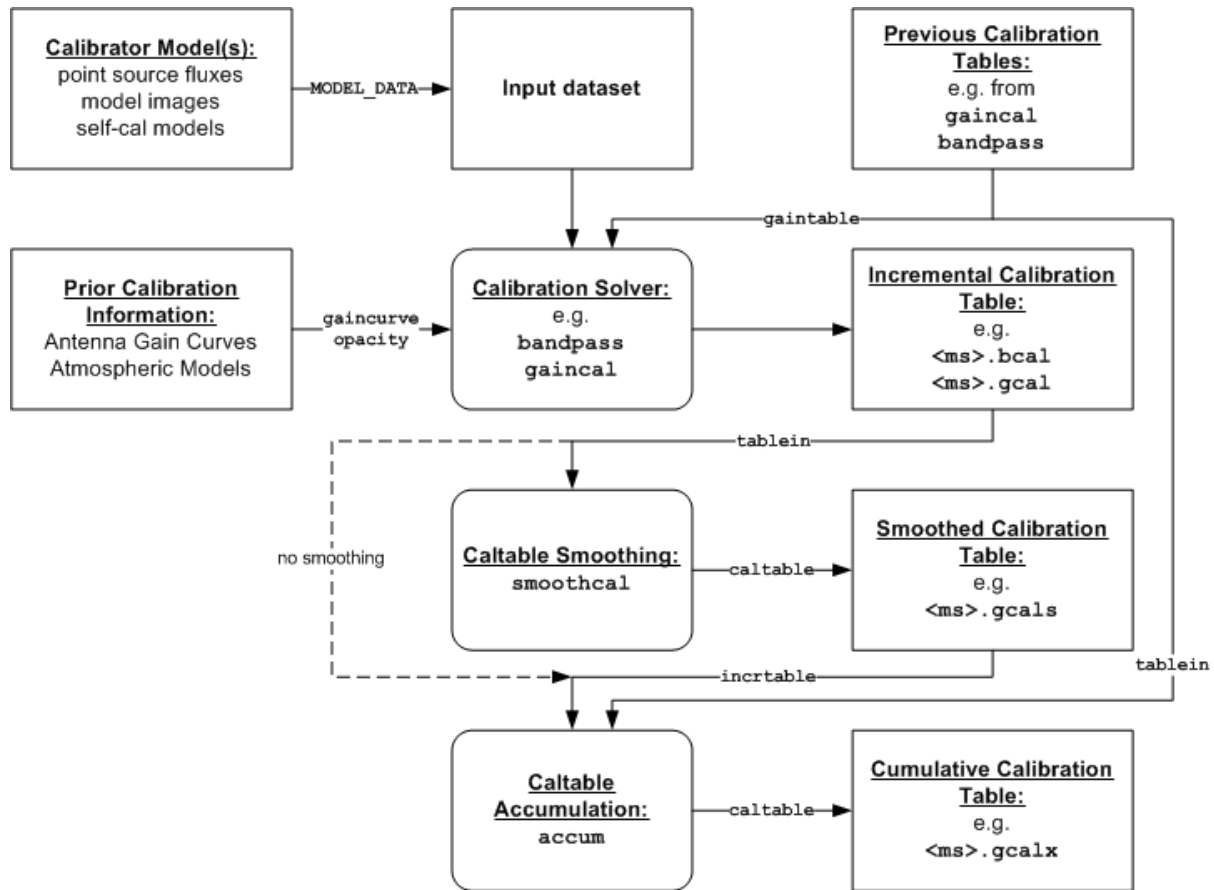 Calibrator Model(s):
point source fluxes
model images
self-cal models
MODEL_DATA
Input dataset
Previous Calibration
Tables:
e.g. from
gaincal
bandpass
gaintable
Prior Calibration
Information:
Antenna Gain Curves
Atmospheric Models
gaincurve
opacity
Calibration Solver:
e.g.
bandpass
gaincal
Incremental Calibration
Table:
e.g.
<ms>.bcal
<ms>.gcal
tablein
no smoothing
Caltable Smoothing:
smoothcal
caltable
Smoothed Calibration
Table:
e.g.
<ms>.gcals
tablein
incrtable
Caltable
Accumulation:
accum
caltable
Cumulative Calibration
Table:
e.g.
<ms>.gcalx